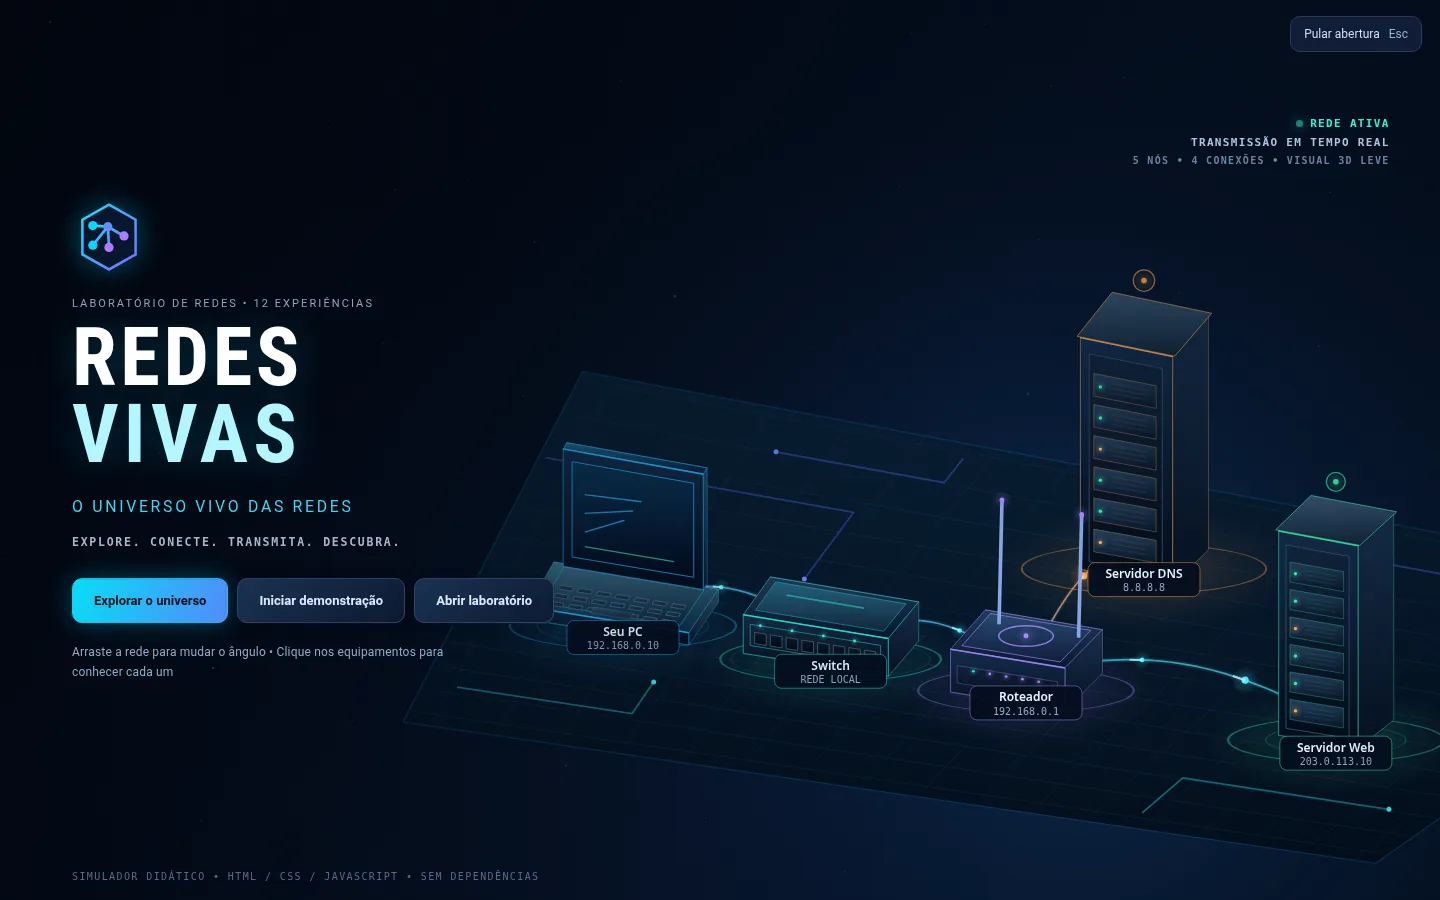 Pular abertura Esc
REDE ATIVA
TRANSMISSÃO EM TEMPO REAL
5 NÓS • 4 CONEXÕES • VISUAL 3D LEVE
LABORATÓRIO DE REDES • 12 EXPERIÊNCIAS
REDES
VIVAS
O UNIVERSO VIVO DAS REDES
EXPLORE. CONECTE. TRANSMITA. DESCUBRA.
Explorar o universo
Iniciar demonstração
Abrir laboratório
Arraste a rede para mudar o ângulo • Clique nos equipamentos para
conhecer cada um
Servidor DNS
8.8.8.8
Seu PC
192.168.0.10
Switch
REDE LOCAL
Roteador
192.168.0.1
Servidor Web
203.0.113.10
SIMULADOR DIDÁTICO • HTML / CSS / JAVASCRIPT • SEM DEPENDÊNCIAS